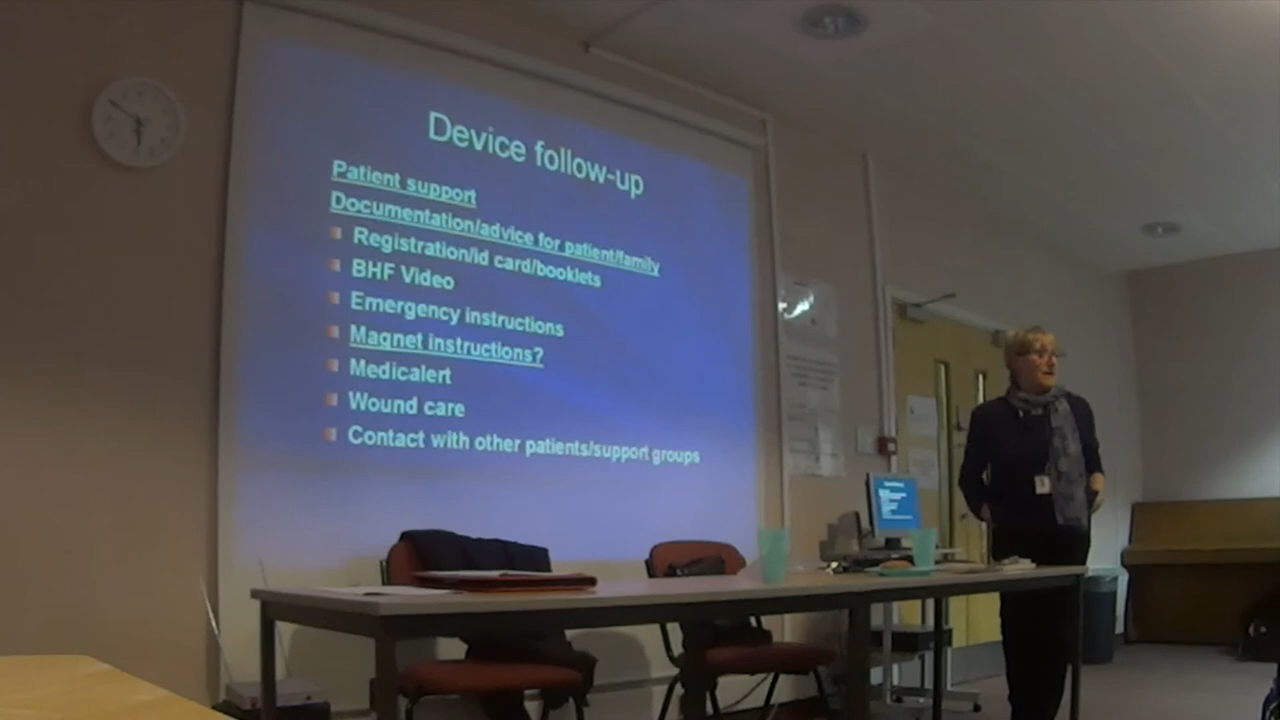 Device follow-up
Patient support
Documentation/advice for patient/family
Registration/id card/booklets
BHF Video
Emergency instructions
Magnet instructions?
Medicalert
Wound care
Contact with other patients/support groups